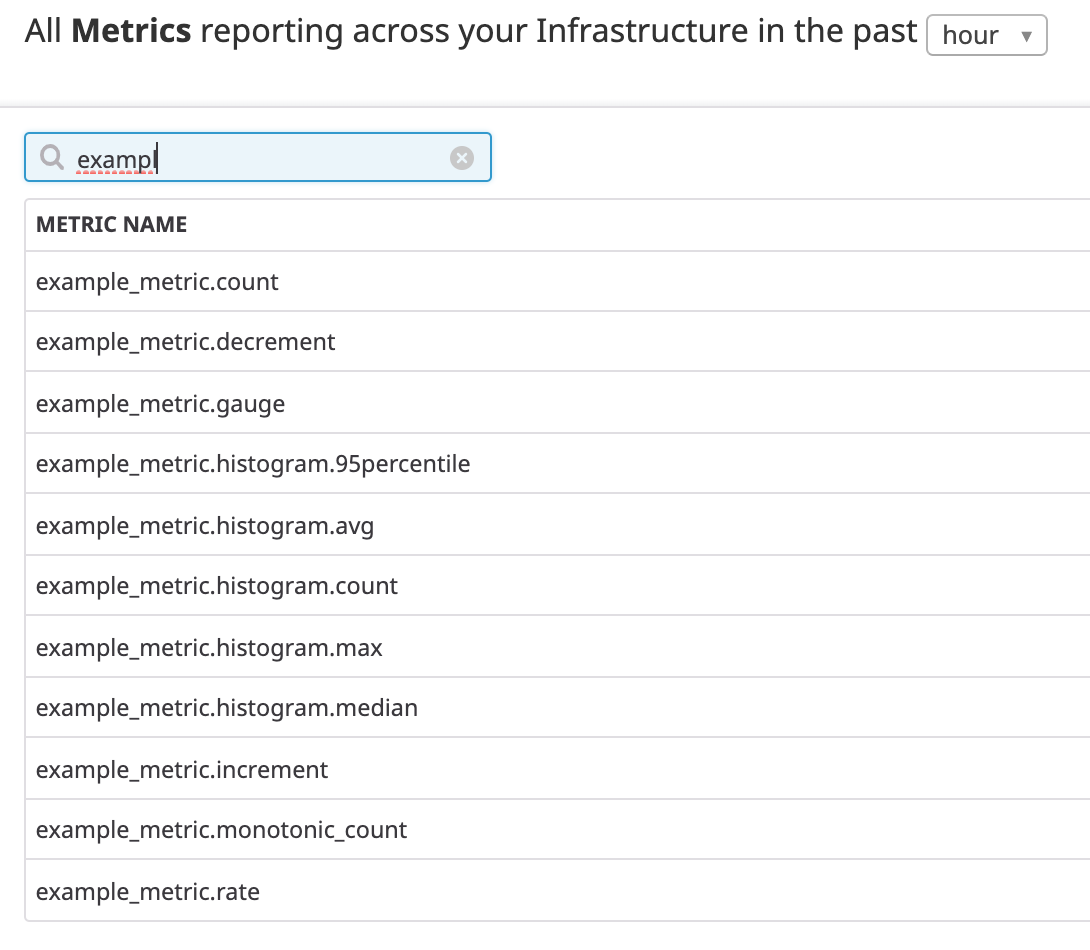 All Metrics reporting across your Infrastructure in the past hour
exampl
METRIC NAME
example_metric.count
example_metric.decrement
example_metric.gauge
example_metric.histogram.95percentile
example_metric.histogram.avg
example_metric.histogram.count
example_metric.histogram.max
example_metric.histogram.median
example_metric.increment
example_metric.monotonic_count
example_metric.rate